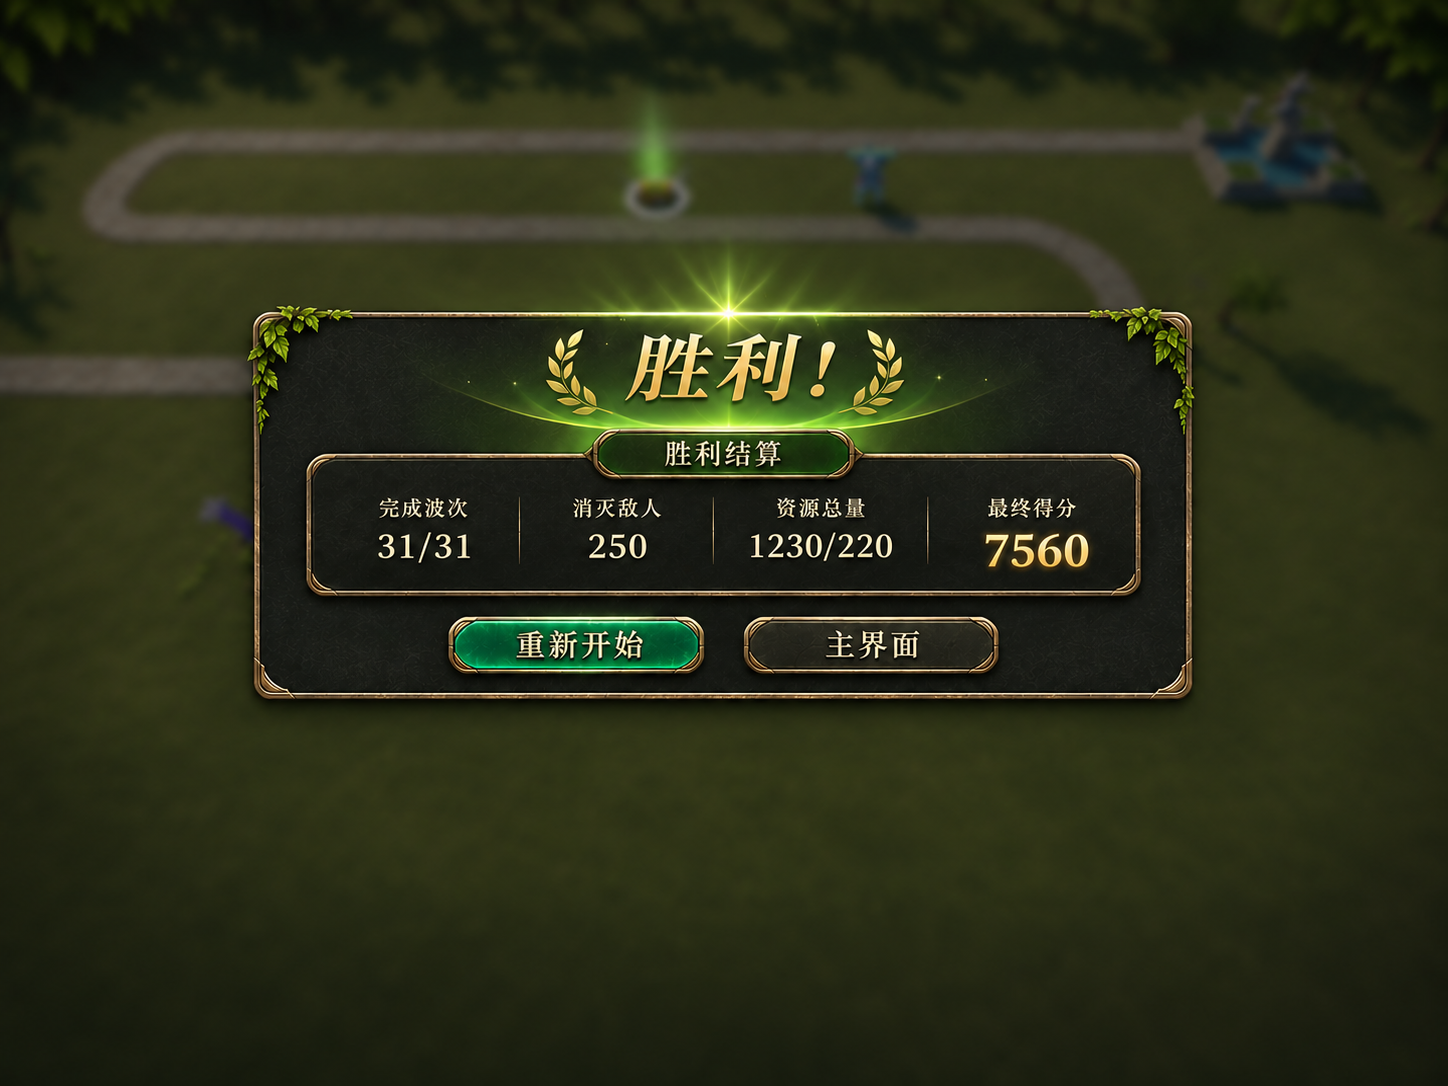 胜利!
胜利结算
完成波次
31/31
消灭敌人
250
资源总量
1230/220
最终得分
7560
重新开始
主界面